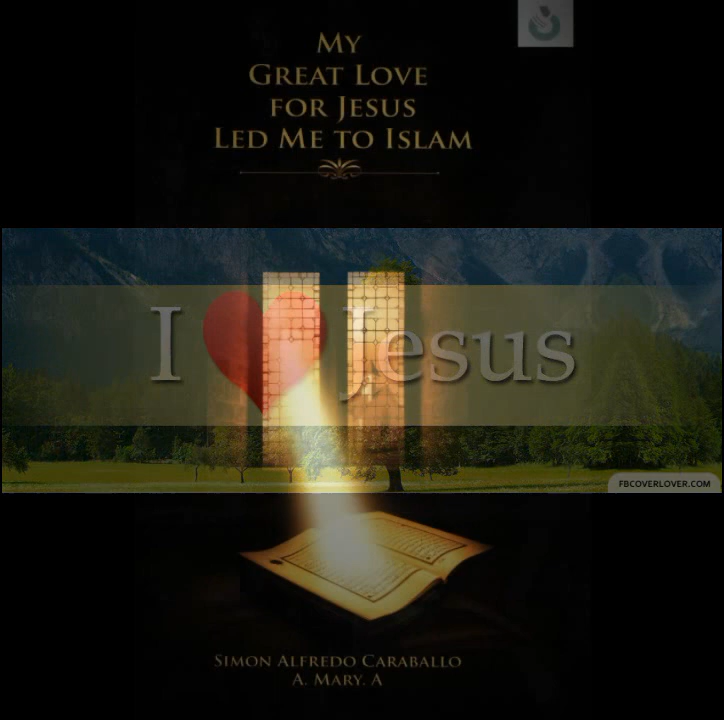 My
Great Love
for Jesus
Led Me to Islam
I ❤ Jesus
FBCOVERLOVER.COM
Simon Alfredo Caraballo
A. Mary. A